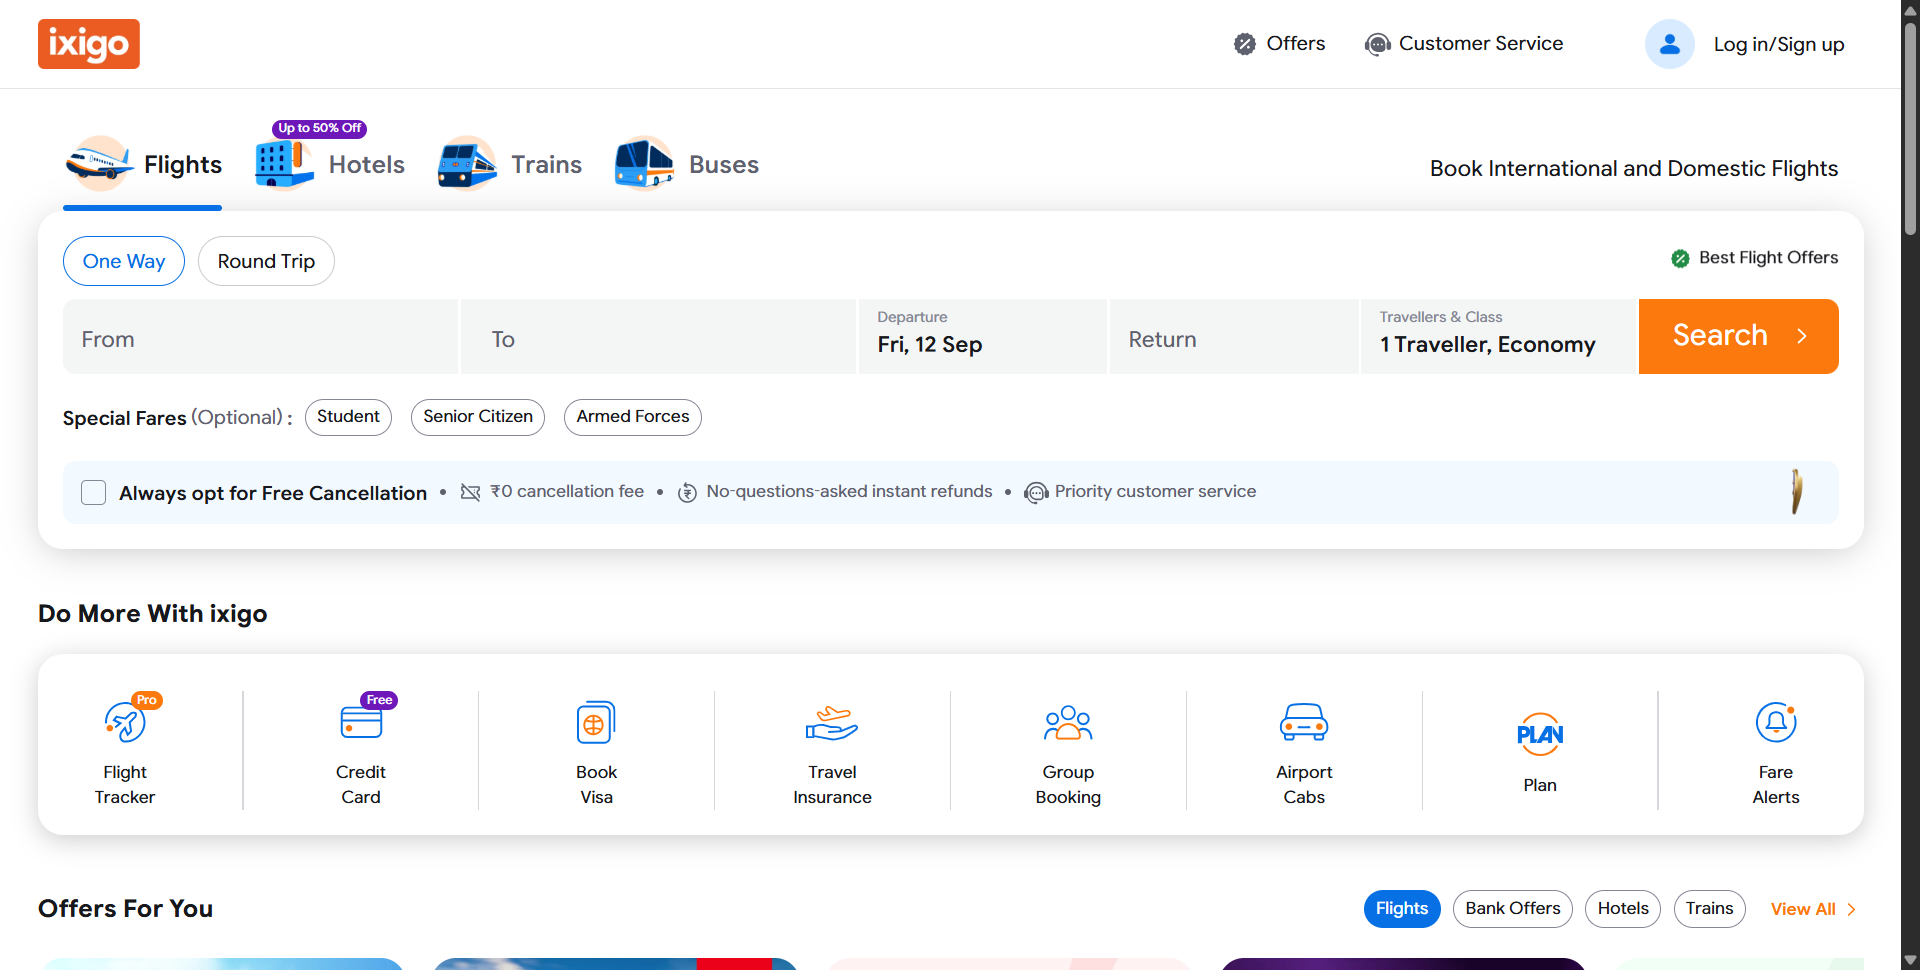 ixigo
Offers
Customer Service
Log in/Sign up
Flights
Up to 50% Off
Hotels
Trains
Buses
Book International and Domestic Flights
One Way
Round Trip
Best Flight Offers
From
To
Departure
Fri, 12 Sep
Return
Travellers & Class
1 Traveller, Economy
Search
Special Fares (Optional) :
Student
Senior Citizen
Armed Forces
Always opt for Free Cancellation • ₹0 cancellation fee • No-questions-asked instant refunds • Priority customer service
Do More With ixigo
Pro
Flight
Tracker
Free
Credit
Card
Book
Visa
Travel
Insurance
Group
Booking
Airport
Cabs
PLAN
Plan
Fare
Alerts
Offers For You
Flights
Bank Offers
Hotels
Trains
View All